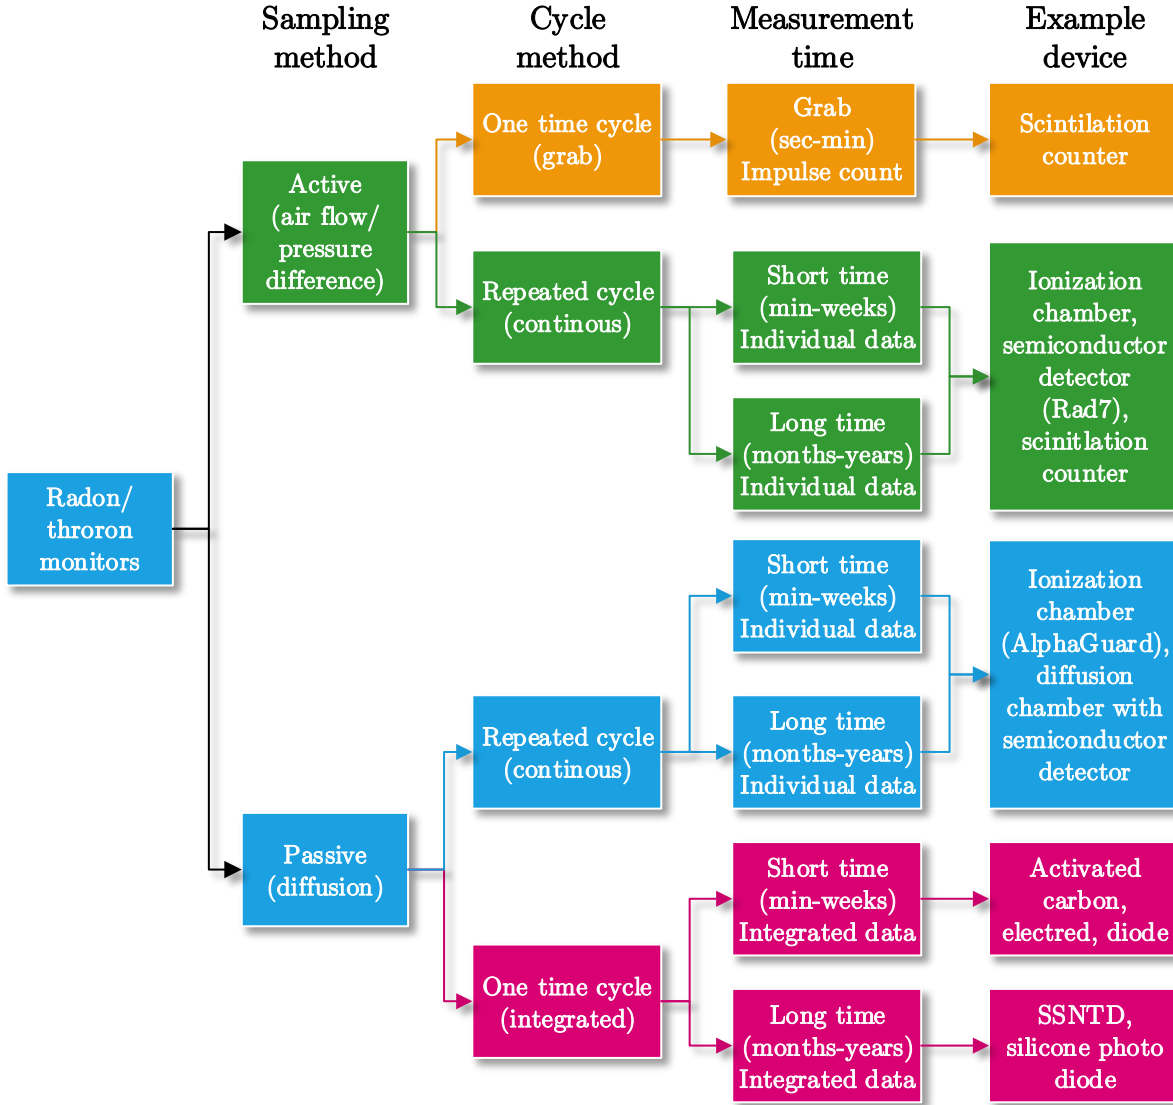 Sampling
method
Cycle
method
Measurement
time
Example
device
One time cycle
(grab)
Grab
(sec-min)
Impulse count
Scintilation
counter
Active
(air flow/
pressure
difference)
Repeated cycle
(continous)
Short time
(min-weeks)
Individual data
Long time
(months-years)
Individual data
Ionization
chamber,
semiconductor
detector
(Rad7),
scinitlation
counter
Radon/
throron
monitors
Short time
(min-weeks)
Individual data
Long time
(months-years)
Individual data
Ionization
chamber
(AlphaGuard),
diffusion
chamber with
semiconductor
detector
Repeated cycle
(continous)
Passive
(diffusion)
Short time
(min-weeks)
Integrated data
Activated
carbon,
electred, diode
One time cycle
(integrated)
Long time
(months-years)
Integrated data
SSNTD,
silicone photo
diode